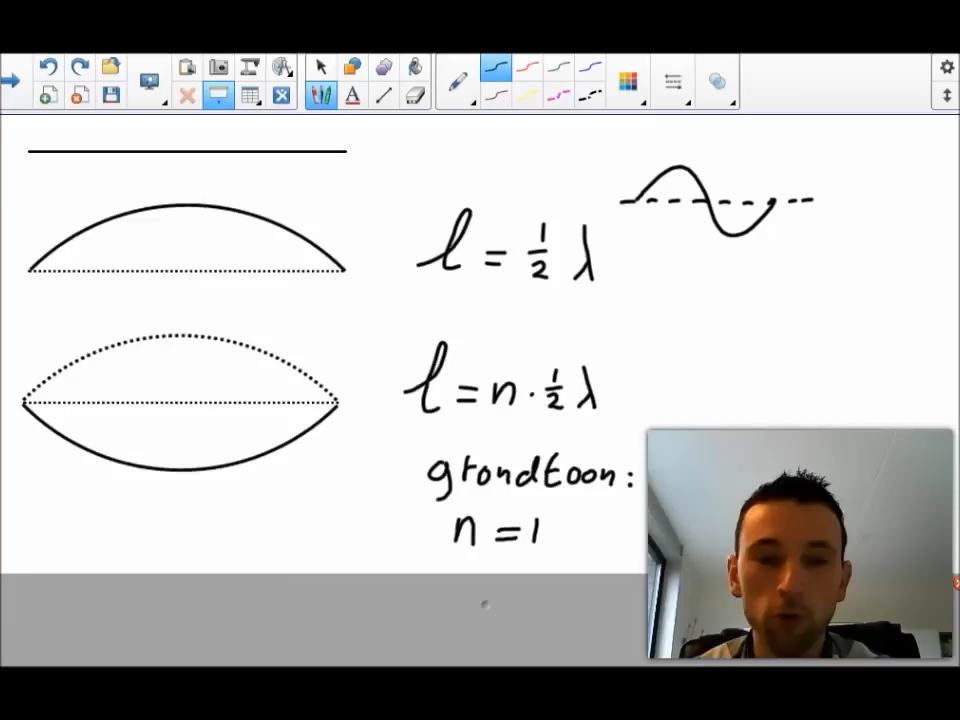 l = 1/2 λ
l = n · 1/2 λ
grondtoon:
n = 1